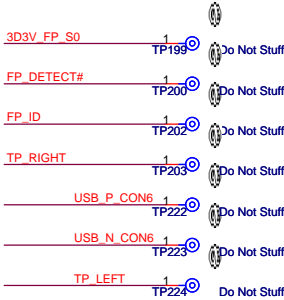 3D3V_FP_S0 1 TP199 Do Not Stuff
FP_DETECT# 1 TP200 Do Not Stuff
FP_ID 1 TP202 Do Not Stuff
TP_RIGHT 1 TP203 Do Not Stuff
USB_P_CON6 1 TP222 Do Not Stuff
USB_N_CON6 1 TP223 Do Not Stuff
TP_LEFT 1 TP224 Do Not Stuff